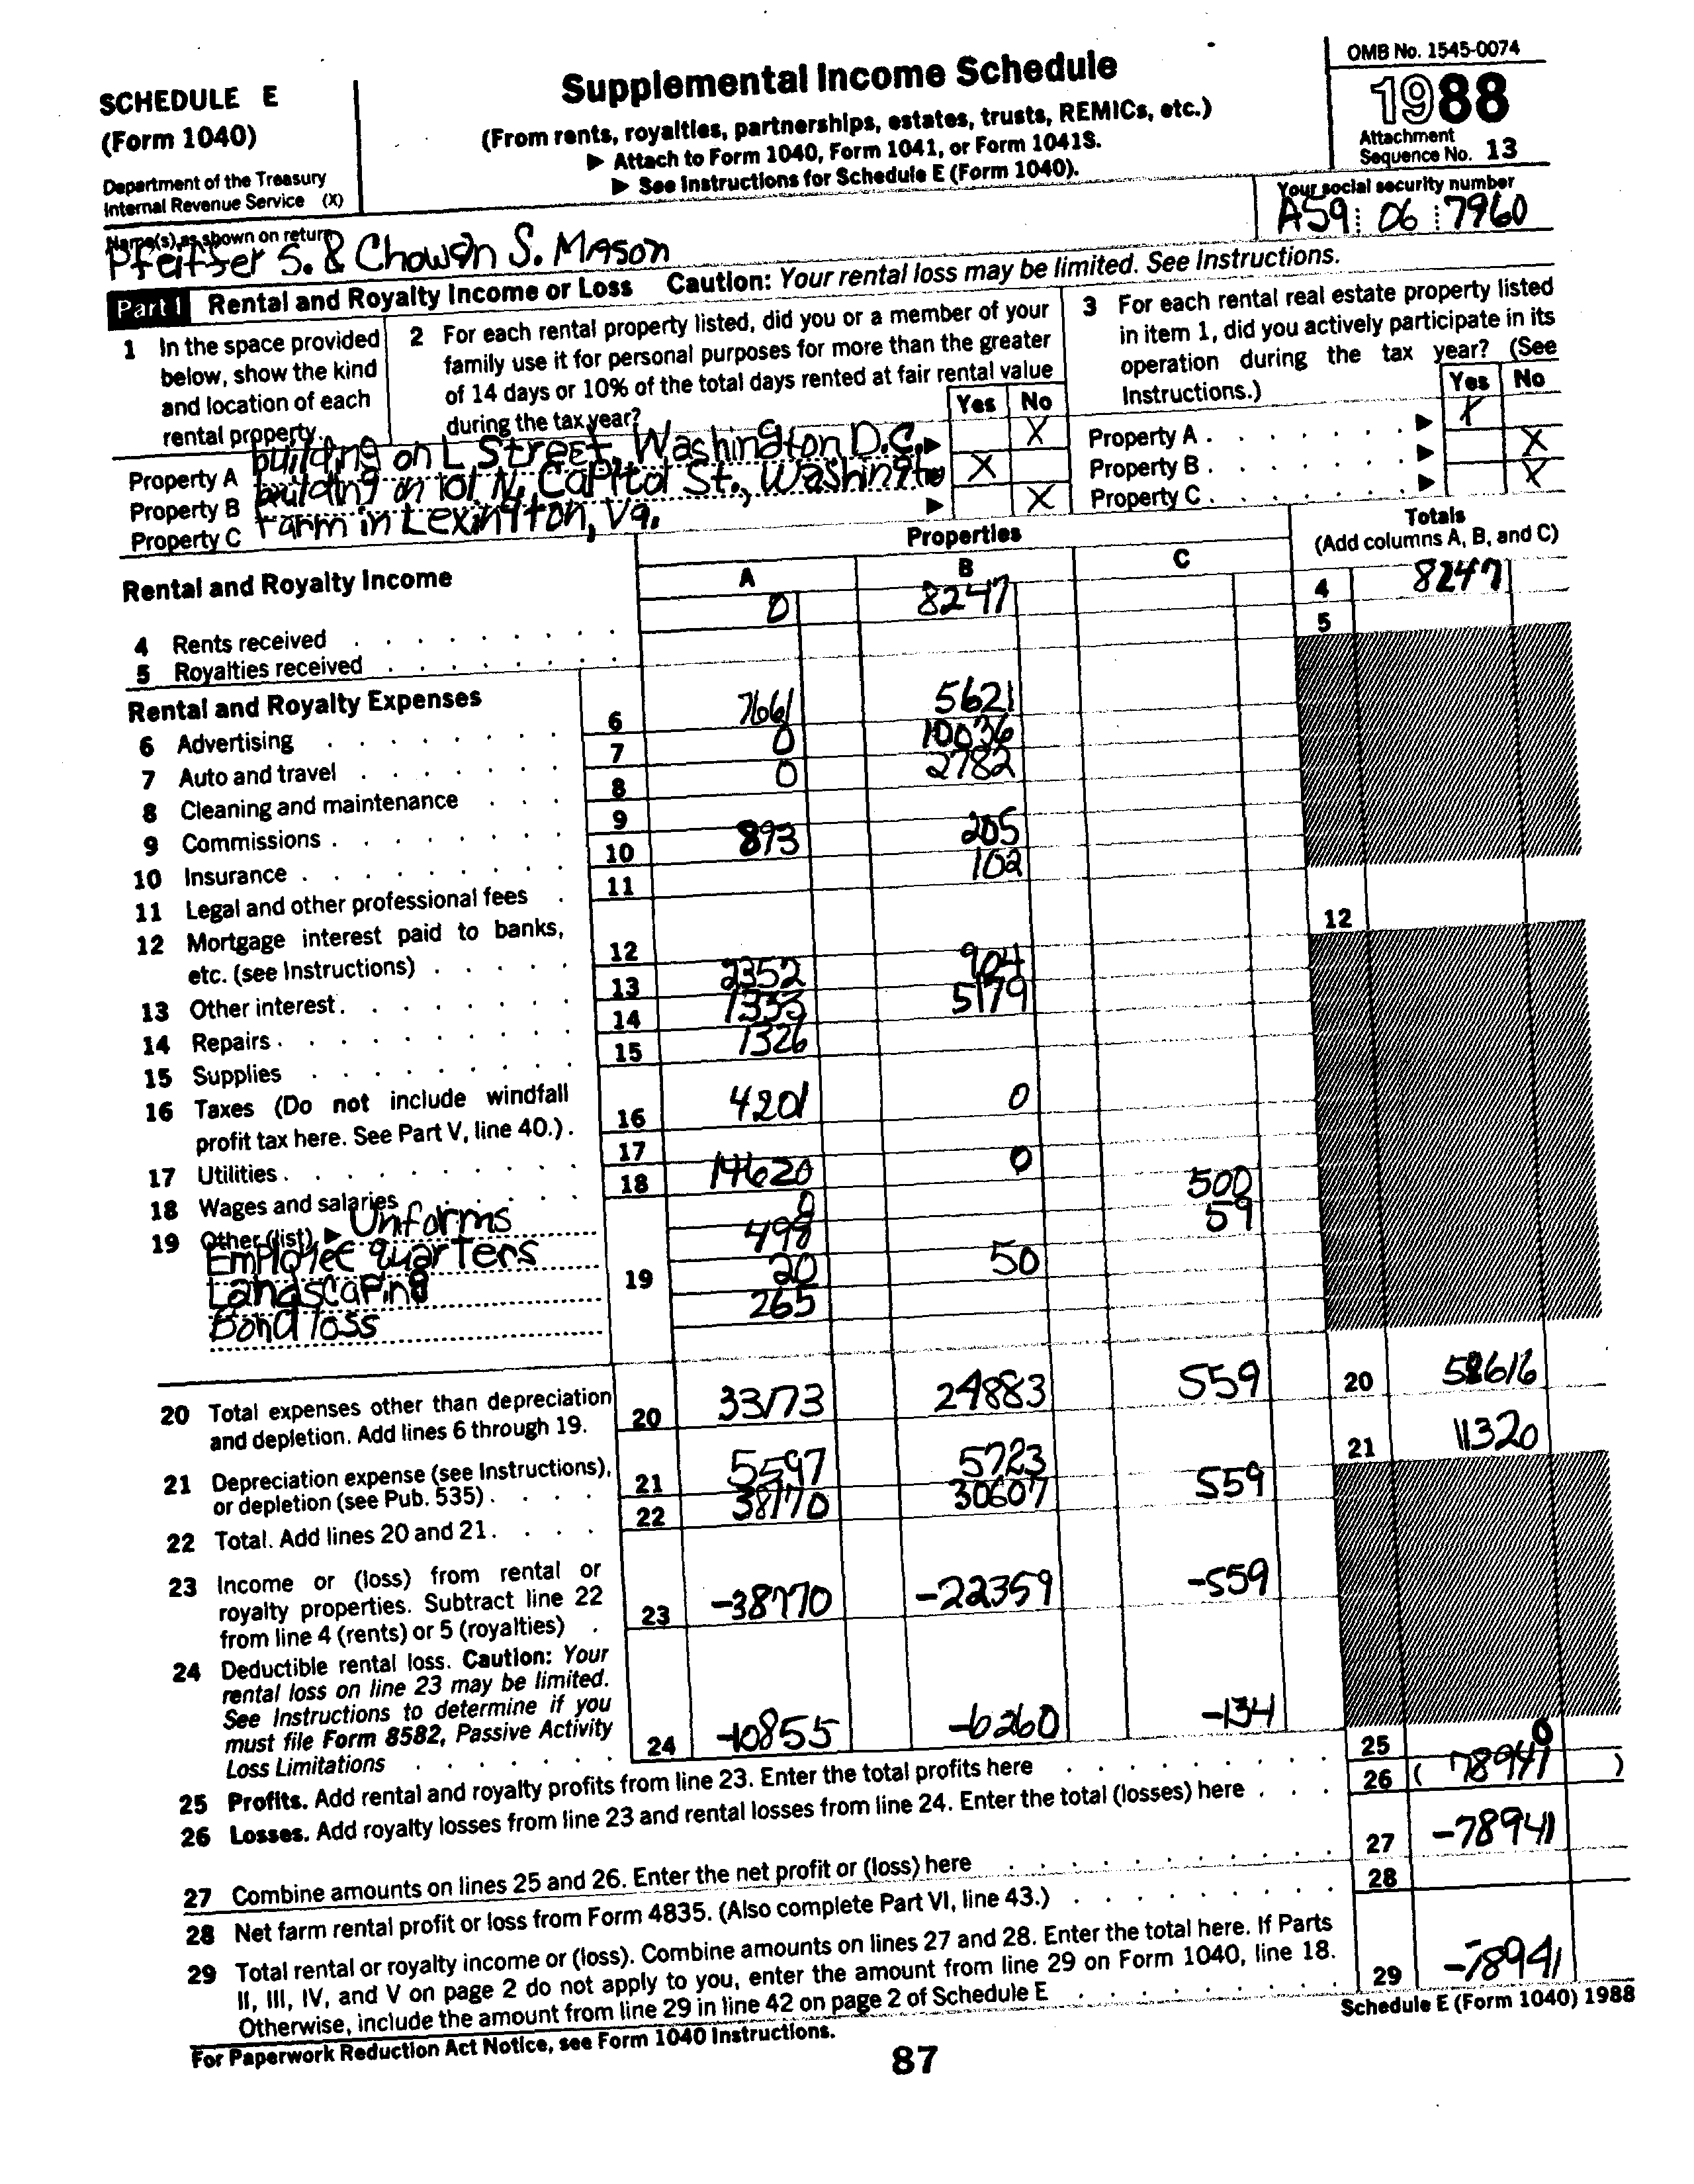 SCHEDULE E
(Form 1040)
Department of the Treasury
Internal Revenue Service (X)
Supplemental Income Schedule
(From rents, royalties, partnerships, estates, trusts, REMICs, etc.)
▶ Attach to Form 1040, Form 1041, or Form 1041S.
▶ See Instructions for Schedule E (Form 1040).
OMB No. 1545-0074
1988
Attachment
Sequence No. 13
Name(s) as shown on return
Pfeitser S. & Chowan S. Mason
Your social security number
A59 06 7960
Part I Rental and Royalty Income or Loss Caution: Your rental loss may be limited. See Instructions.
1 In the space provided
below, show the kind
and location of each
rental property.
2 For each rental property listed, did you or a member of your
family use it for personal purposes for more than the greater
of 14 days or 10% of the total days rented at fair rental value
during the tax year?
Yes No
3 For each rental real estate property listed
in item 1, did you actively participate in its
operation during the tax year? (See
Instructions.)
Yes No
Property A building on L Street, Washington D.C. ▶ X Property A . . . . . . . ▶ X
Property B building on 101 N. Capitol St., Washington X Property B . . . . . . . ▶ X
Property C Farm in Lexington, Va. ▶ X Property C . . . . . . . ▶ X
Properties
Totals
(Add columns A, B, and C)
Rental and Royalty Income
A B C
4 Rents received 0 8247 4 8247
5 Royalties received 5
Rental and Royalty Expenses
6 Advertising 6 7661 5621
7 Auto and travel 7 0 10036
8 Cleaning and maintenance 8 0 2782
9 Commissions 9
10 Insurance 10 893 205
11 Legal and other professional fees 11 102
12 Mortgage interest paid to banks,
etc. (see Instructions) 12 12
13 Other interest 13 2352 904
14 Repairs 14 1333 5179
15 Supplies 15 1326
16 Taxes (Do not include windfall
profit tax here. See Part V, line 40.) 16 4201 0
17 Utilities 17
18 Wages and salaries 18 14620 0
19 Other (list) ▶ Uniforms 0 500
Employee quarters 498 59
Landscaping 19 20 50
Bond loss 265
20 Total expenses other than depreciation
and depletion. Add lines 6 through 19. 20 33173 24883 559 20 58616
21 Depreciation expense (see Instructions),
or depletion (see Pub. 535) 21 5597 5723 21 11320
22 Total. Add lines 20 and 21 22 38770 30607 559
23 Income or (loss) from rental or
royalty properties. Subtract line 22
from line 4 (rents) or 5 (royalties) 23 -38770 -22359 -559
24 Deductible rental loss. Caution: Your
rental loss on line 23 may be limited.
See Instructions to determine if you
must file Form 8582, Passive Activity
Loss Limitations 24 -10855 -6260 -134
25 Profits. Add rental and royalty profits from line 23. Enter the total profits here 25 0
26 Losses. Add royalty losses from line 23 and rental losses from line 24. Enter the total (losses) here 26 ( 78941 )
27 Combine amounts on lines 25 and 26. Enter the net profit or (loss) here 27 -78941
28 Net farm rental profit or loss from Form 4835. (Also complete Part VI, line 43.) 28
29 Total rental or royalty income or (loss). Combine amounts on lines 27 and 28. Enter the total here. If Parts
II, III, IV, and V on page 2 do not apply to you, enter the amount from line 29 on Form 1040, line 18.
Otherwise, include the amount from line 29 in line 42 on page 2 of Schedule E 29 -78941
For Paperwork Reduction Act Notice, see Form 1040 Instructions.
Schedule E (Form 1040) 1988
87